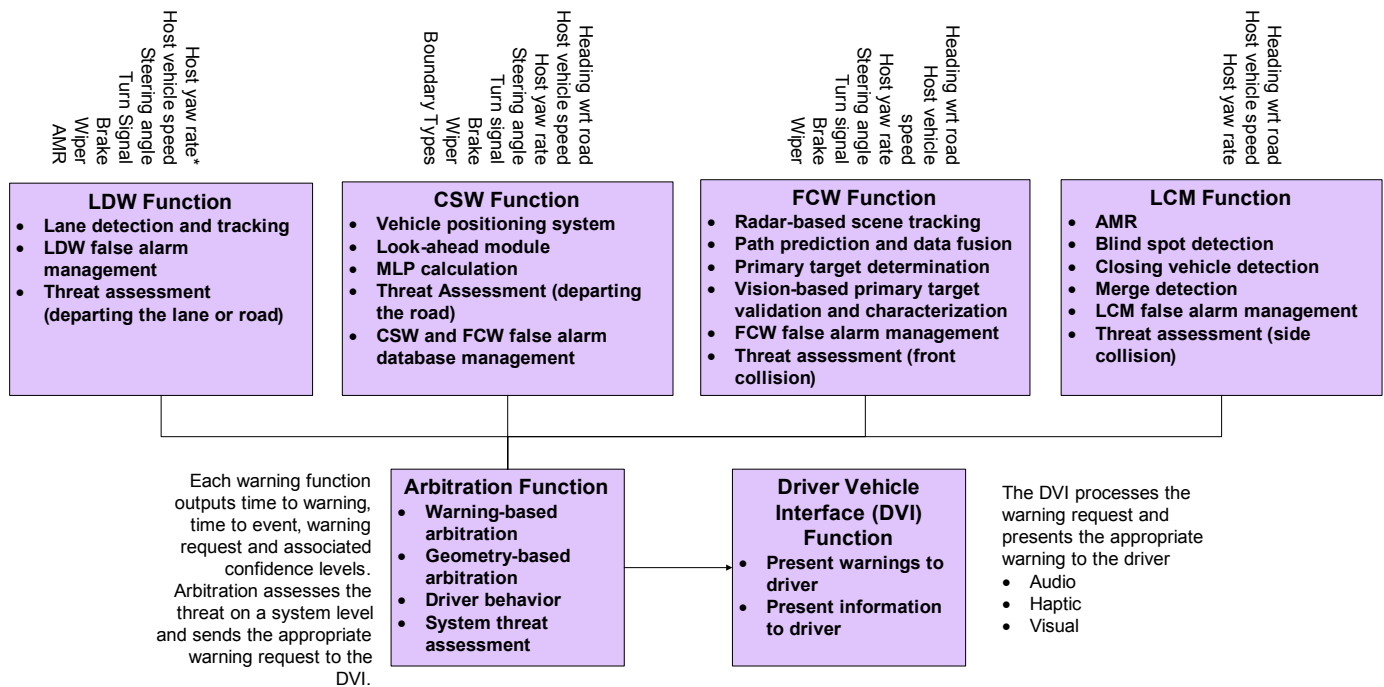 Host yaw rate*
Host vehicle speed
Steering angle
Turn Signal
Brake
Wiper
AMR
Heading wrt road
Host vehicle speed
Host yaw rate
Steering angle
Turn signal
Brake
Wiper
Boundary Types
Heading wrt road
Host vehicle
speed
Host yaw rate
Steering angle
Turn signal
Brake
Wiper
Heading wrt road
Host vehicle speed
Host yaw rate
LDW Function
• Lane detection and tracking
• LDW false alarm
management
• Threat assessment
(departing the lane or road)
CSW Function
• Vehicle positioning system
• Look-ahead module
• MLP calculation
• Threat Assessment (departing
the road)
• CSW and FCW false alarm
database management
FCW Function
• Radar-based scene tracking
• Path prediction and data fusion
• Primary target determination
• Vision-based primary target
validation and characterization
• FCW false alarm management
• Threat assessment (front
collision)
LCM Function
• AMR
• Blind spot detection
• Closing vehicle detection
• Merge detection
• LCM false alarm management
• Threat assessment (side
collision)
Each warning function
outputs time to warning,
time to event, warning
request and associated
confidence levels.
Arbitration assesses the
threat on a system level
and sends the appropriate
warning request to the
DVI.
Arbitration Function
• Warning-based
arbitration
• Geometry-based
arbitration
• Driver behavior
• System threat
assessment
Driver Vehicle
Interface (DVI)
Function
• Present warnings to
driver
• Present information
to driver
The DVI processes the
warning request and
presents the appropriate
warning to the driver
• Audio
• Haptic
• Visual